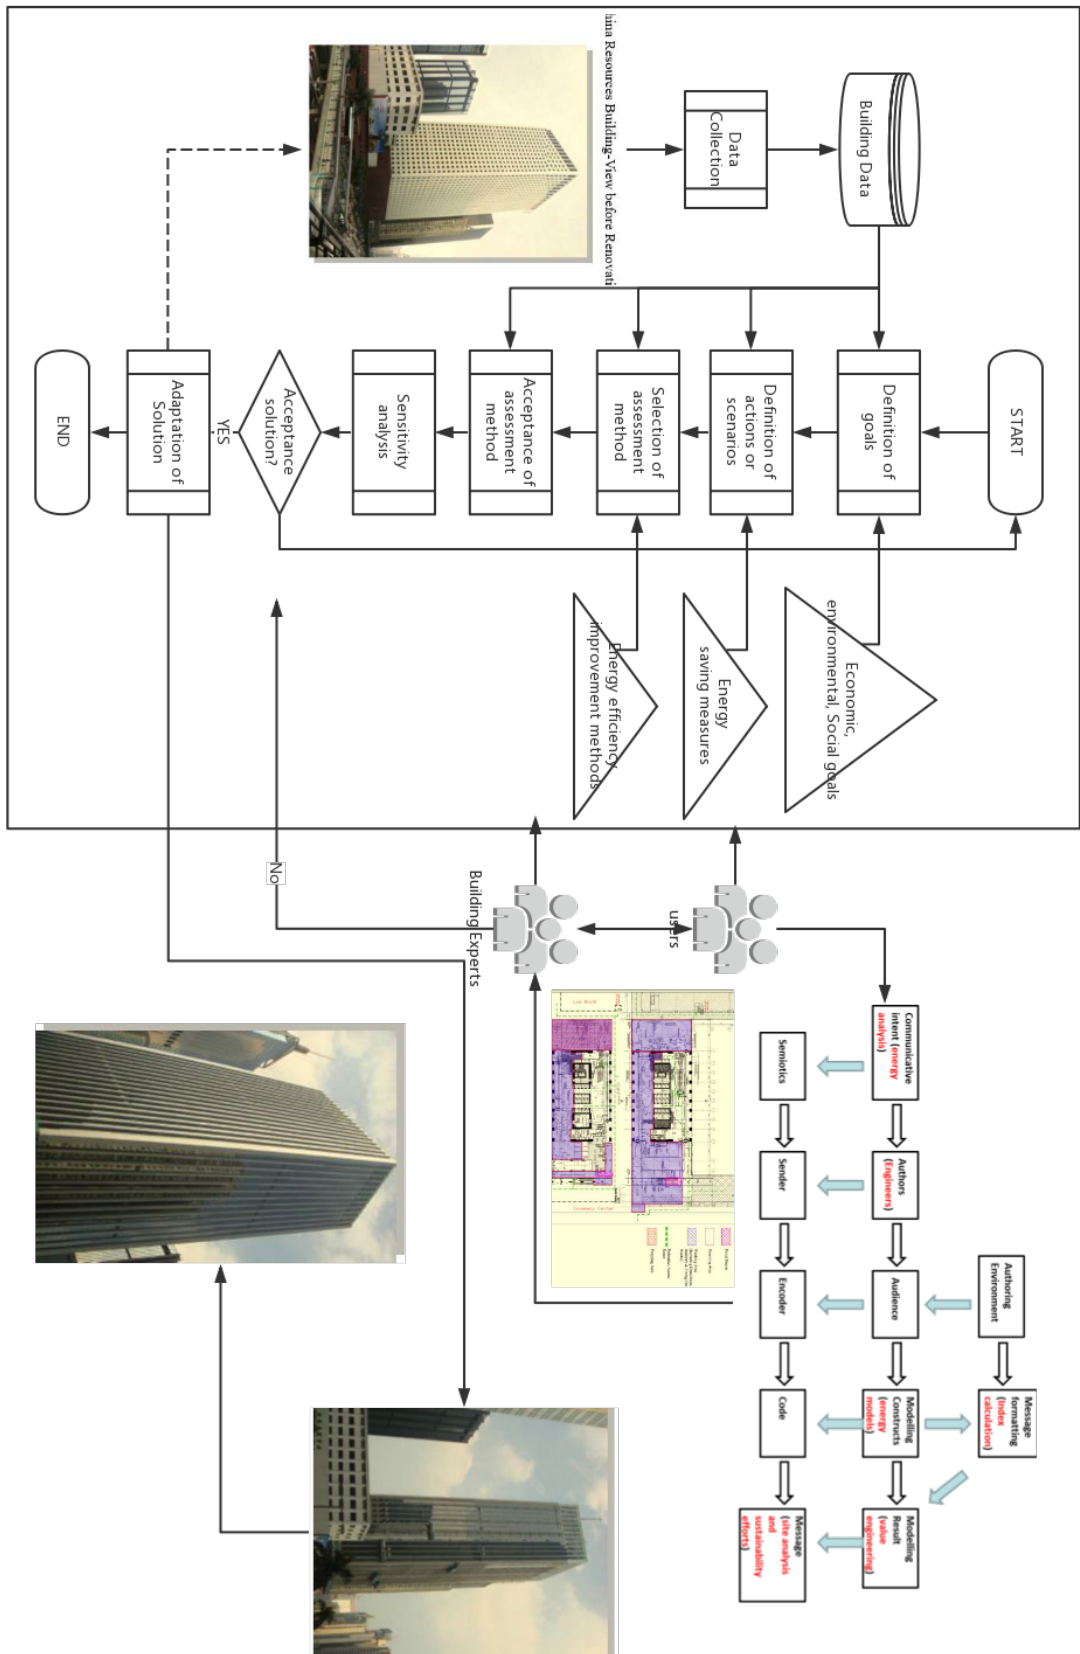 hina Resources Building-View before Renovati
Data
Collection
Building Data
START
Definition of
goals
Definition of
actions or
scenarios
Selection of
assessment
method
Acceptance of
assessment
method
Sensitivity
analysis
Acceptance
solution?
YES
Adaptation of
Solution
END
Economic,
environmental, Social goals
Energy
saving measures
Energy efficiency
improvement methods
No
Building Experts
users
Authoring
Environment
Message
formatting
(Index
calculation)
Communicative
intent (energy
analysis)
Authors
(Engineers)
Audience
Modelling
Constructs
(energy
models)
Modelling
Result
(value
engineering)
Semiotics
Sender
Encoder
Code
Message
(site analysis
and
sustainability
efforts)